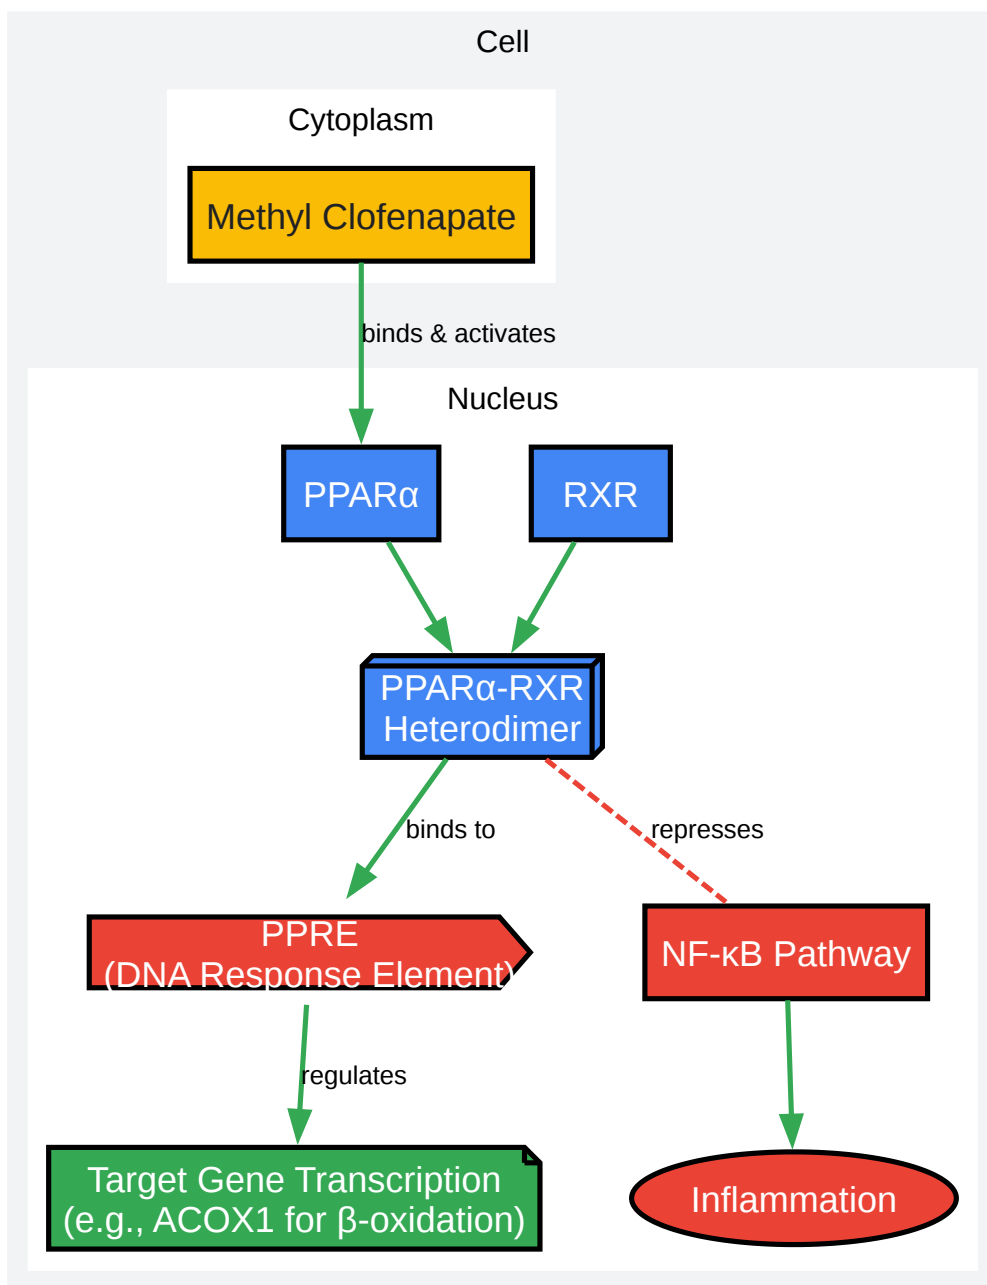 Cell
Cytoplasm
Methyl Clofenapate
binds & activates
Nucleus
PPARα
RXR
PPARα-RXR
Heterodimer
binds to
represses
PPRE
(DNA Response Element)
NF-κB Pathway
regulates
Target Gene Transcription
(e.g., ACOX1 for β-oxidation)
Inflammation